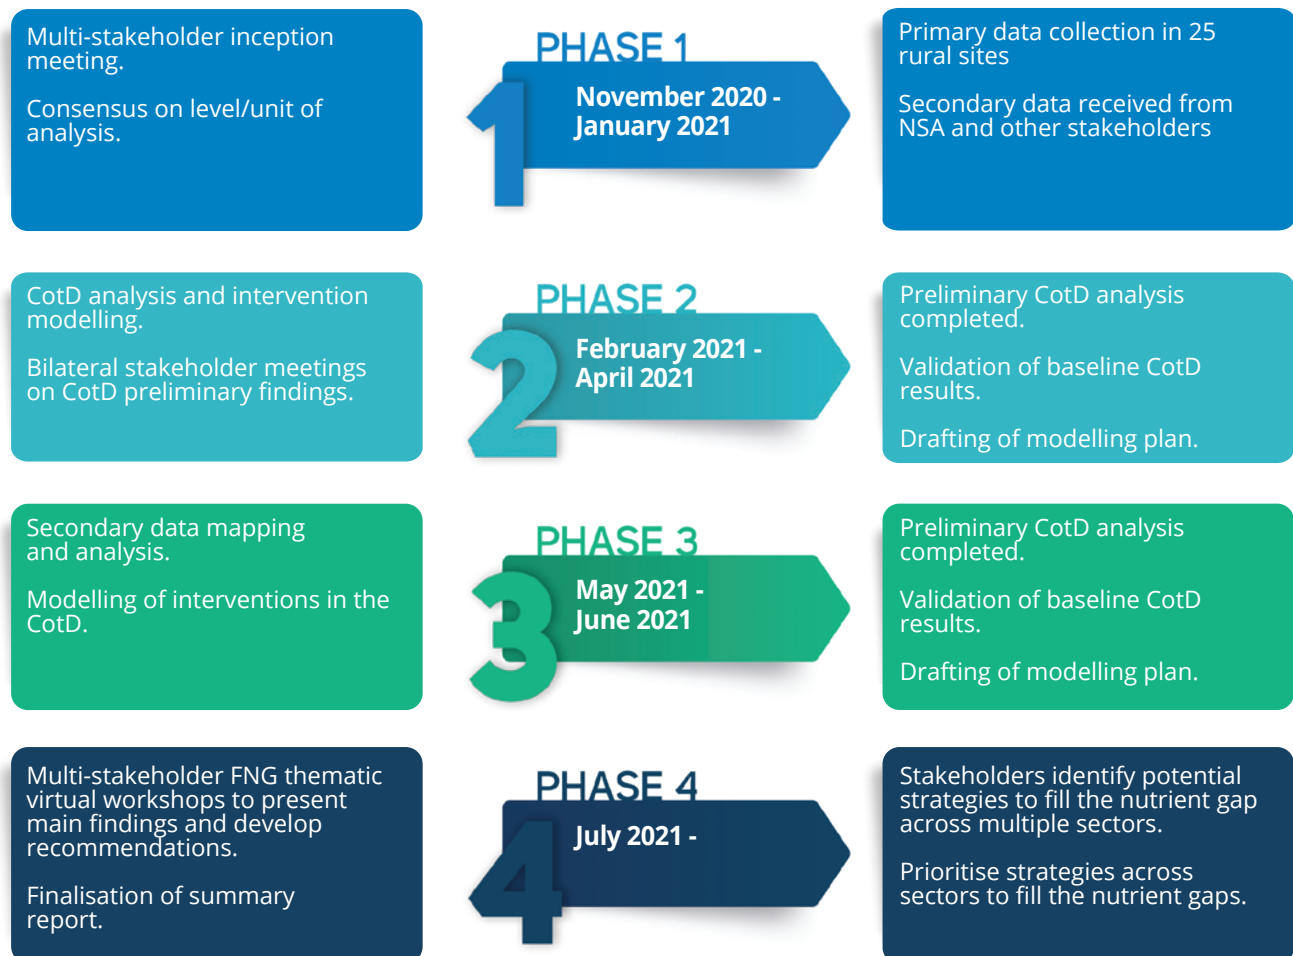 Multi-stakeholder inception
meeting.
Consensus on level/unit of
analysis.
PHASE 1
1
November 2020 -
January 2021
Primary data collection in 25
rural sites
Secondary data received from
NSA and other stakeholders
CotD analysis and intervention
modelling.
Bilateral stakeholder meetings
on CotD preliminary findings.
PHASE 2
2
February 2021 -
April 2021
Preliminary CotD analysis
completed.
Validation of baseline CotD
results.
Drafting of modelling plan.
Secondary data mapping
and analysis.
Modelling of interventions in the
CotD.
PHASE 3
3
May 2021 -
June 2021
Preliminary CotD analysis
completed.
Validation of baseline CotD
results.
Drafting of modelling plan.
Multi-stakeholder FNG thematic
virtual workshops to present
main findings and develop
recommendations.
Finalisation of summary
report.
PHASE 4
4
July 2021 -
Stakeholders identify potential
strategies to fill the nutrient gap
across multiple sectors.
Prioritise strategies across
sectors to fill the nutrient gaps.